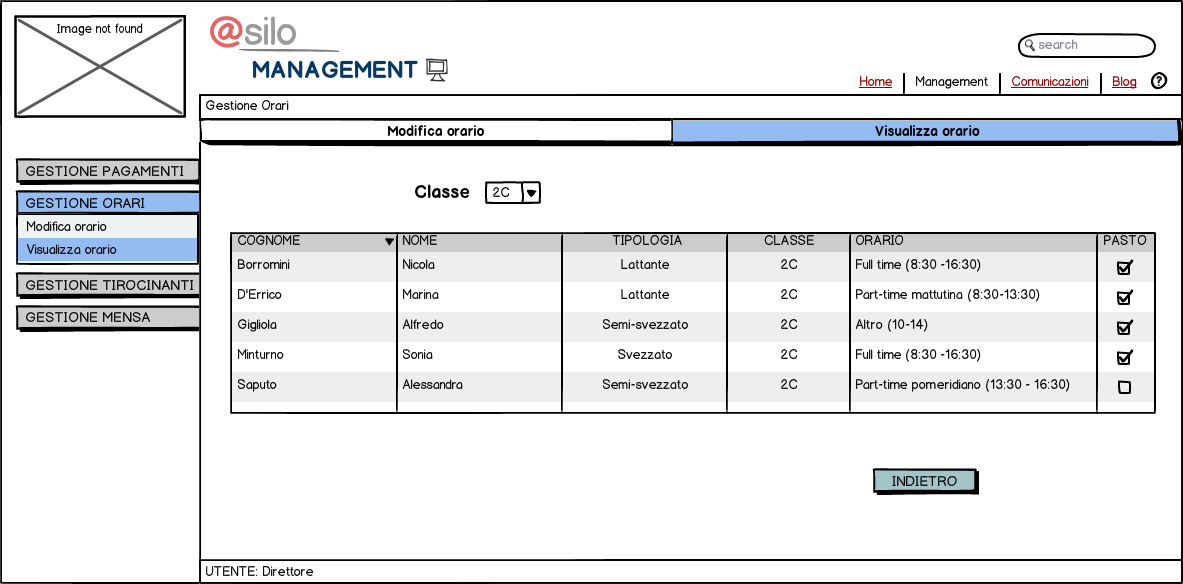 Image not found
@silo
MANAGEMENT
search
Home Management Comunicazioni Blog ?
Gestione Orari
Modifica orario Visualizza orario
GESTIONE PAGAMENTI
GESTIONE ORARI
Modifica orario
Visualizza orario
GESTIONE TIROCINANTI
GESTIONE MENSA
Classe 2C
COGNOME NOME TIPOLOGIA CLASSE ORARIO PASTO
Borromini Nicola Lattante 2C Full time (8:30 -16:30)
D'Errico Marina Lattante 2C Part-time mattutina (8:30-13:30)
Gigliola Alfredo Semi-svezzato 2C Altro (10-14)
Minturno Sonia Svezzato 2C Full time (8:30 -16:30)
Saputo Alessandra Semi-svezzato 2C Part-time pomeridiano (13:30 - 16:30)
INDIETRO
UTENTE: Direttore